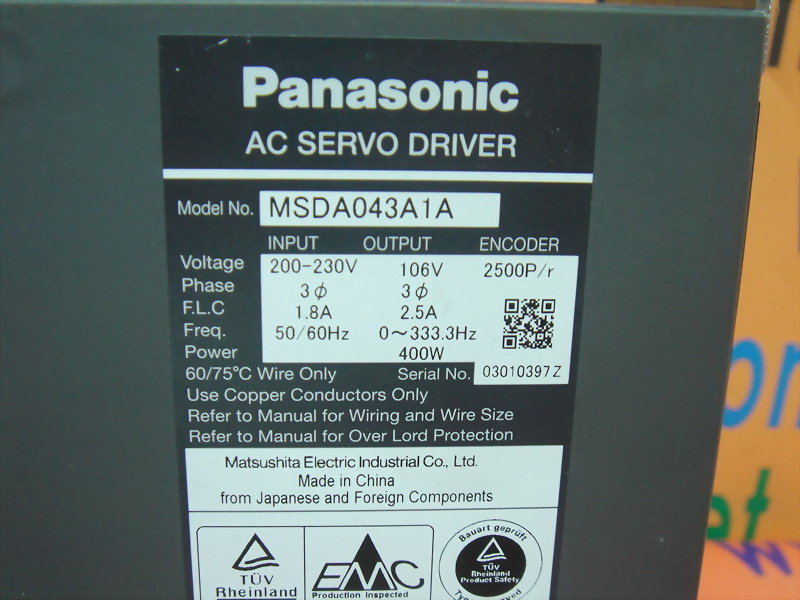 Panasonic
AC SERVO DRIVER
Model No. MSDA043A1A
INPUT OUTPUT ENCODER
Voltage 200-230V 106V 2500P/r
Phase 3ϕ 3ϕ
F.L.C 1.8A 2.5A
Freq. 50/60Hz 0~333.3Hz
Power 400W
60/75°C Wire Only Serial No. 03010397Z
Use Copper Conductors Only
Refer to Manual for Wiring and Wire Size
Refer to Manual for Over Lord Protection
Matsushita Electric Industrial Co., Ltd.
Made in China
from Japanese and Foreign Components
TÜV
Rheinland
EMC
Production Inspected
Bauart geprüft
TÜV
Rheinland
Product Safety